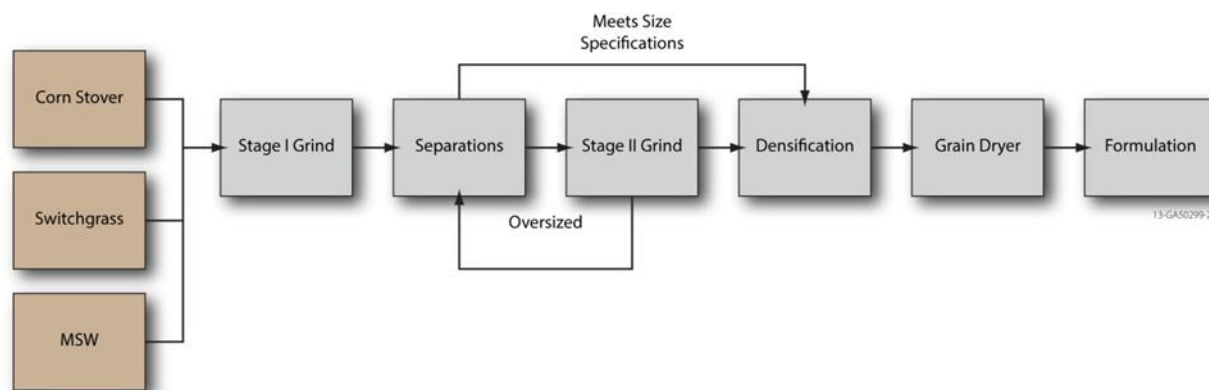 Meets Size
Specifications
Corn Stover
Stage I Grind
Separations
Stage II Grind
Densification
Grain Dryer
Formulation
Switchgrass
Oversized
MSW